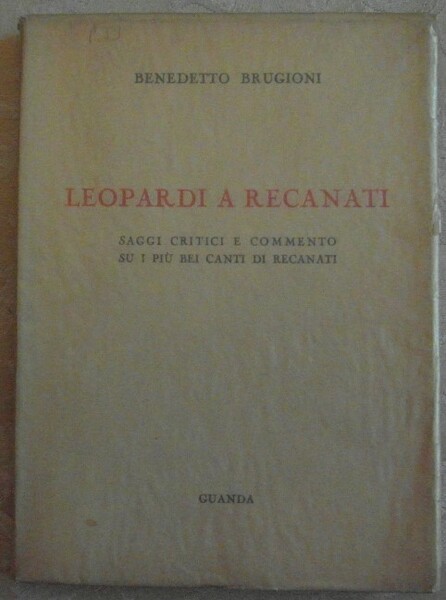 BENEDETTO BRUGIONI
LEOPARDI A RECANATI
SAGGI CRITICI E COMMENTO
SU I PIÙ BEI CANTI DI RECANATI
GUANDA